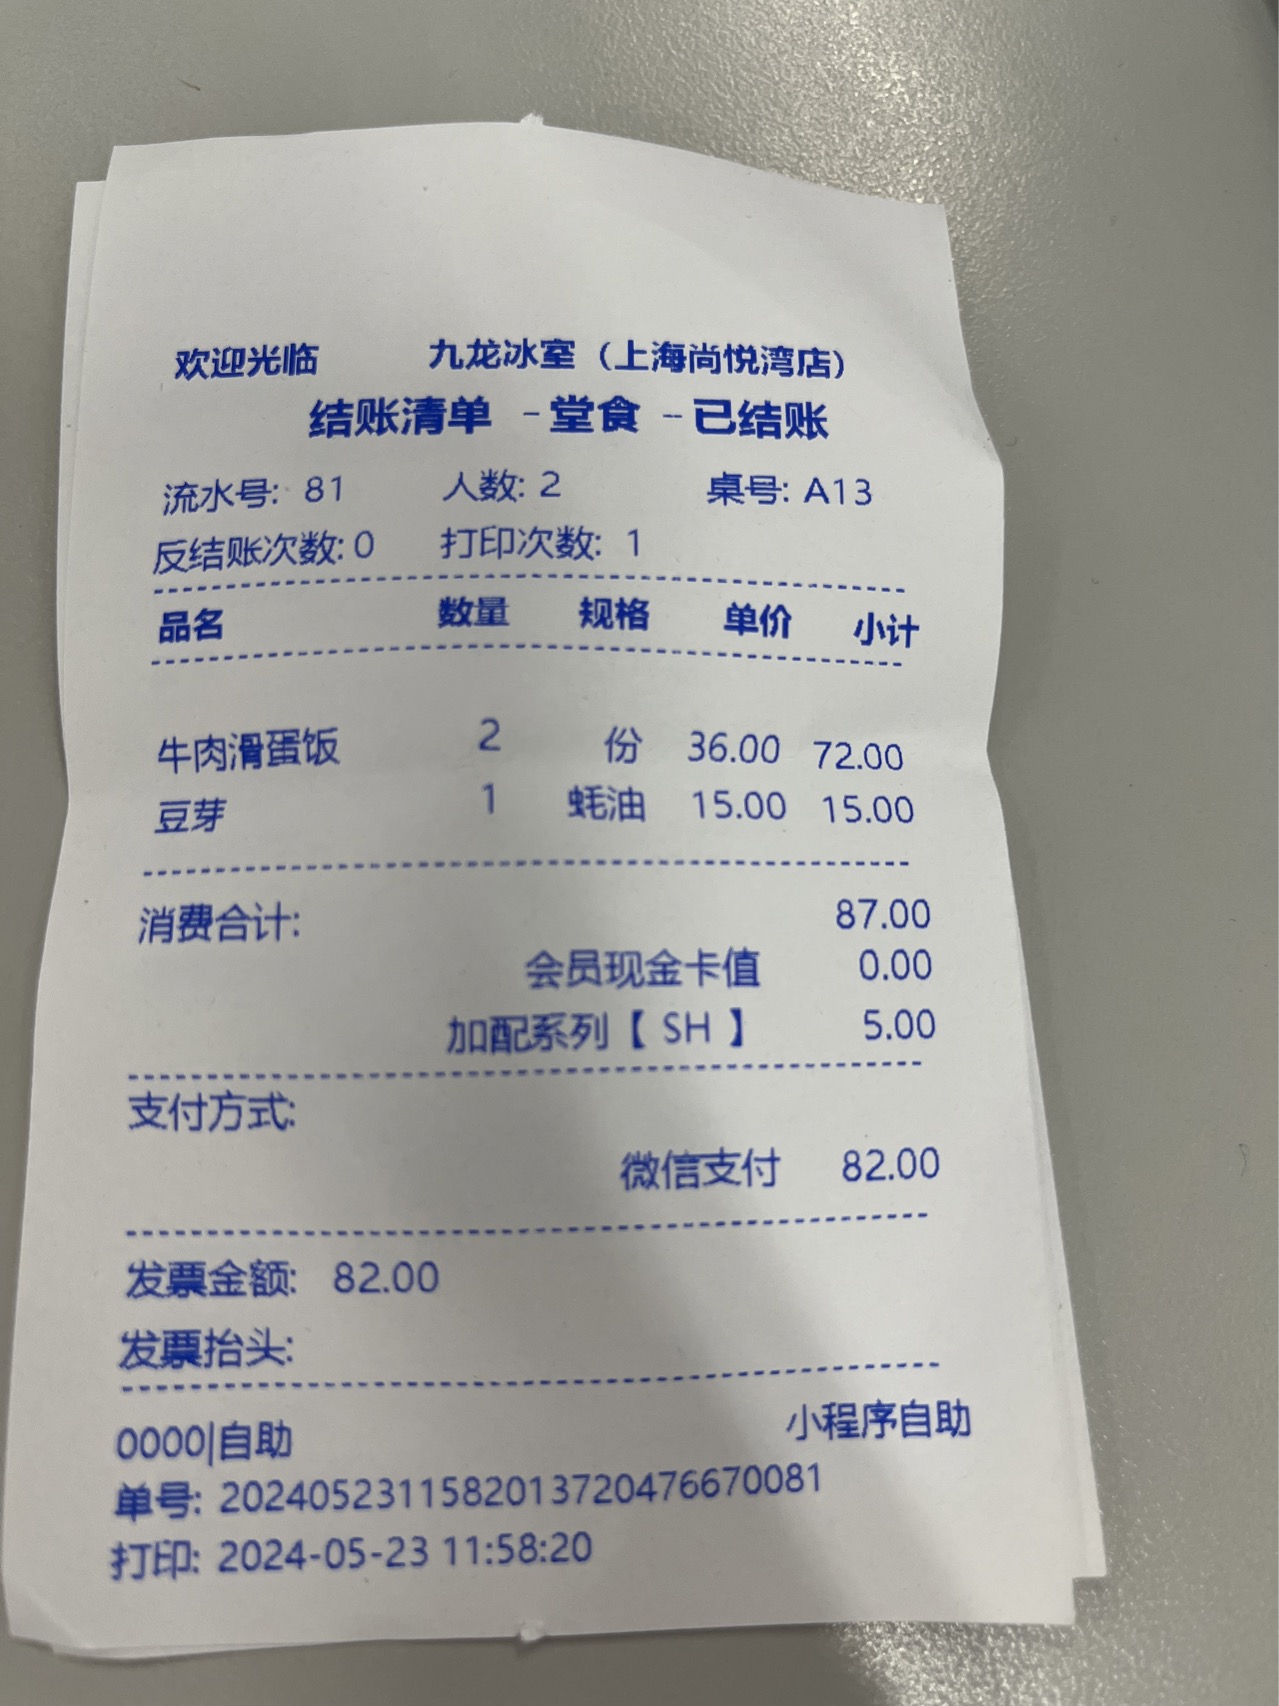 欢迎光临 九龙冰室（上海尚悦湾店）
结账清单 -堂食 --已结账
流水号: 81 人数: 2 桌号: A13
反结账次数: 0 打印次数: 1
品名 数量 规格 单价 小计
牛肉滑蛋饭 2 份 36.00 72.00
豆芽 1 蚝油 15.00 15.00
消费合计: 87.00
会员现金卡值 0.00
加配系列【 SH 】 5.00
支付方式:
微信支付 82.00
发票金额: 82.00
发票抬头:
0000|自助 小程序自助
单号: 2024052311582013720476670081
打印: 2024-05-23 11:58:20